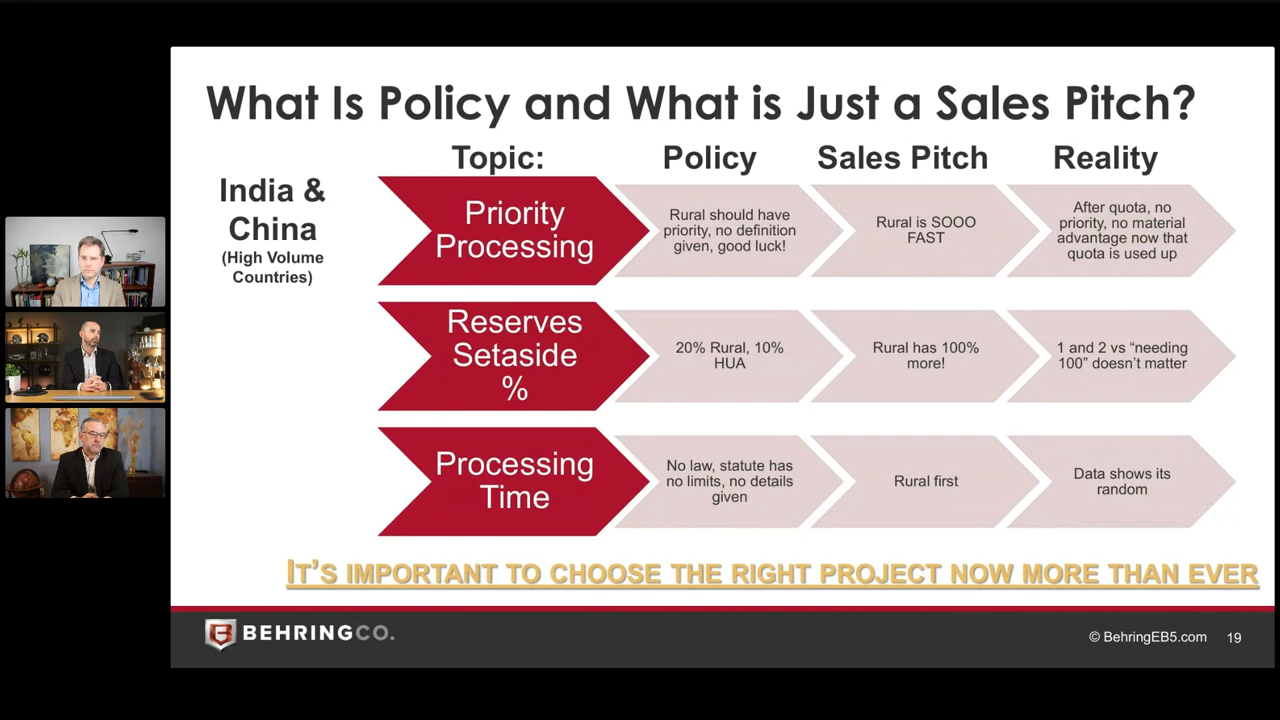 What Is Policy and What is Just a Sales Pitch?
Topic:
Policy
Sales Pitch
Reality
India &
China
(High Volume
Countries)
Priority
Processing
Rural should have
priority, no definition
given, good luck!
Rural is SOOO
FAST
After quota, no
priority, no material
advantage now that
quota is used up
Reserves
Setaside
%
20% Rural, 10%
HUA
Rural has 100%
more!
1 and 2 vs “needing
100” doesn’t matter
Processing
Time
No law, statute has
no limits, no details
given
Rural first
Data shows its
random
IT’S IMPORTANT TO CHOOSE THE RIGHT PROJECT NOW MORE THAN EVER
BEHRINGCO.
© BehringEB5.com
19